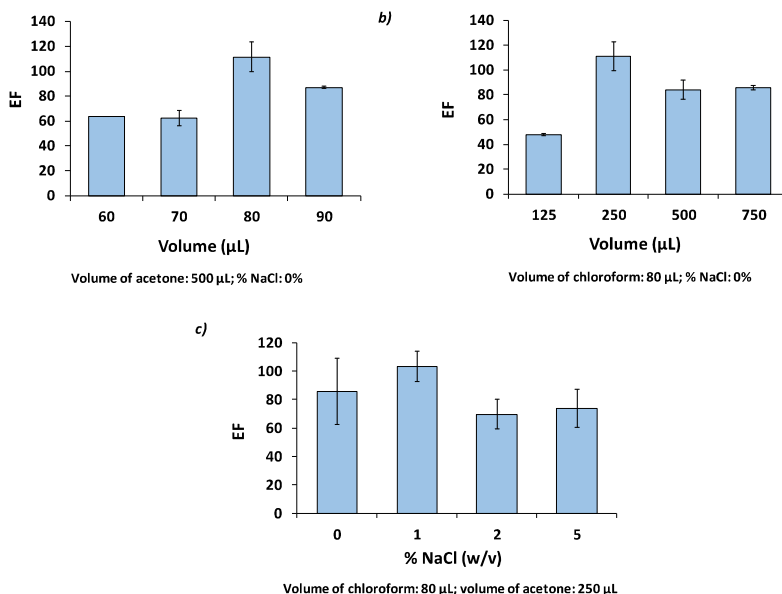 140
120
100
80
60
40
20
0
EF
60 70 80 90
Volume (µL)
Volume of acetone: 500 µL; % NaCl: 0%
b)
140
120
100
80
60
40
20
0
EF
125 250 500 750
Volume (µL)
Volume of chloroform: 80 µL; % NaCl: 0%
c)
120
100
80
60
40
20
0
EF
0 1 2 5
% NaCl (w/v)
Volume of chloroform: 80 µL; volume of acetone: 250 µL